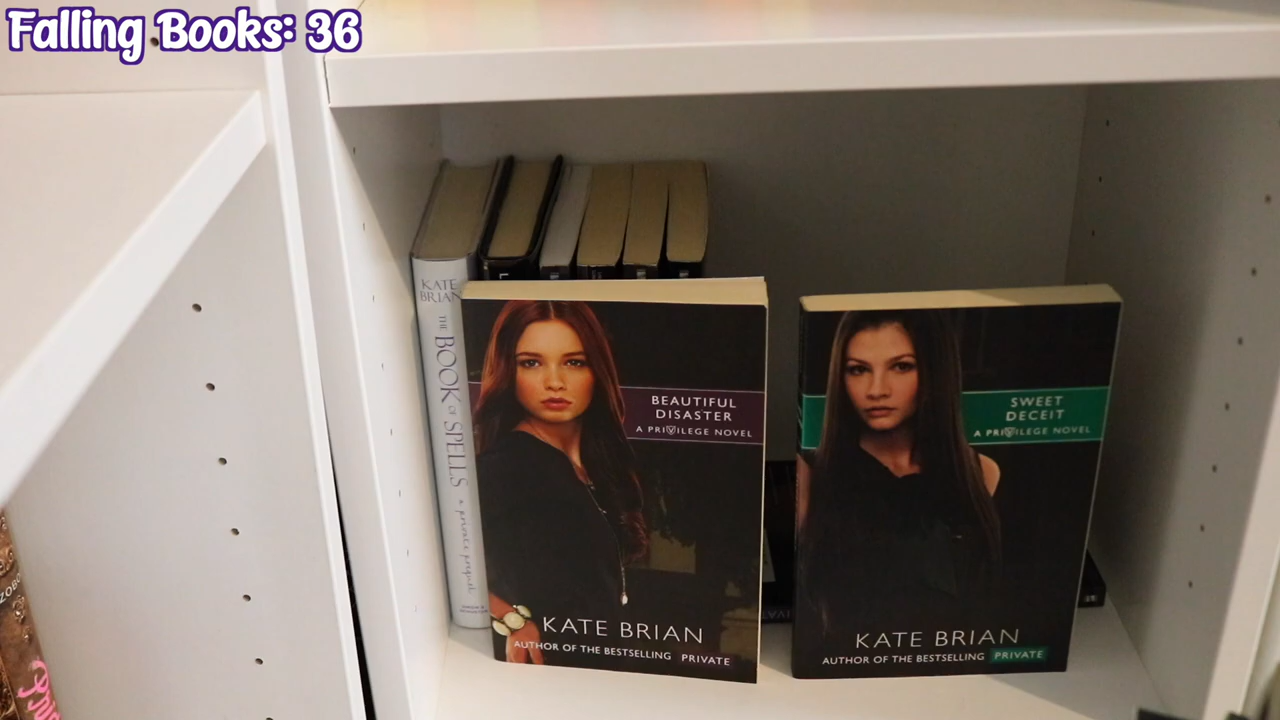 Falling Books: 36
KATE
BRIAN
THE BOOK OF SPELLS
a private prequel
BEAUTIFUL
DISASTER
A PRIVILEGE NOVEL
KATE BRIAN
AUTHOR OF THE BESTSELLING PRIVATE
SWEET
DECEIT
A PRIVILEGE NOVEL
KATE BRIAN
AUTHOR OF THE BESTSELLING PRIVATE